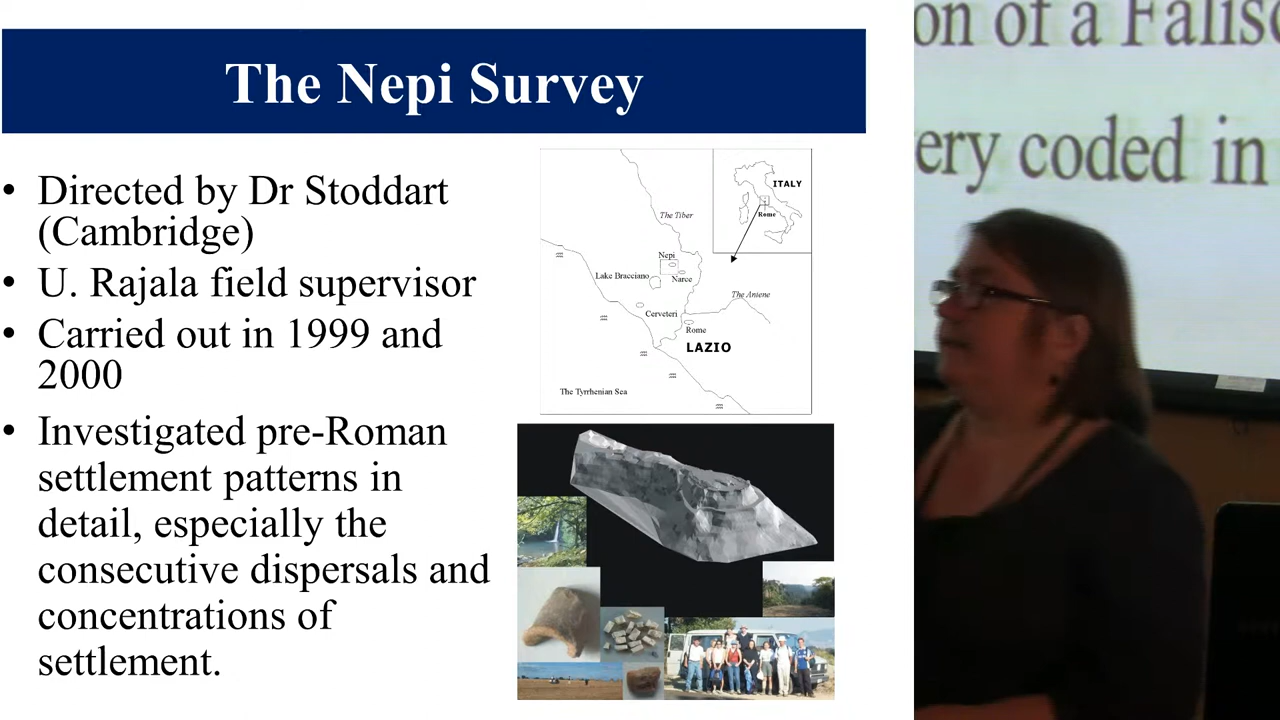 The Nepi Survey
• Directed by Dr Stoddart
(Cambridge)
• U. Rajala field supervisor
• Carried out in 1999 and
2000
• Investigated pre-Roman
settlement patterns in
detail, especially the
consecutive dispersals and
concentrations of
settlement.
ITALY
Rome
The Tiber
Nepi
Lake Bracciano
Narce
The Aniene
Cerveteri
Rome
LAZIO
The Tyrrhenian Sea
on of a Falisc
ery coded in